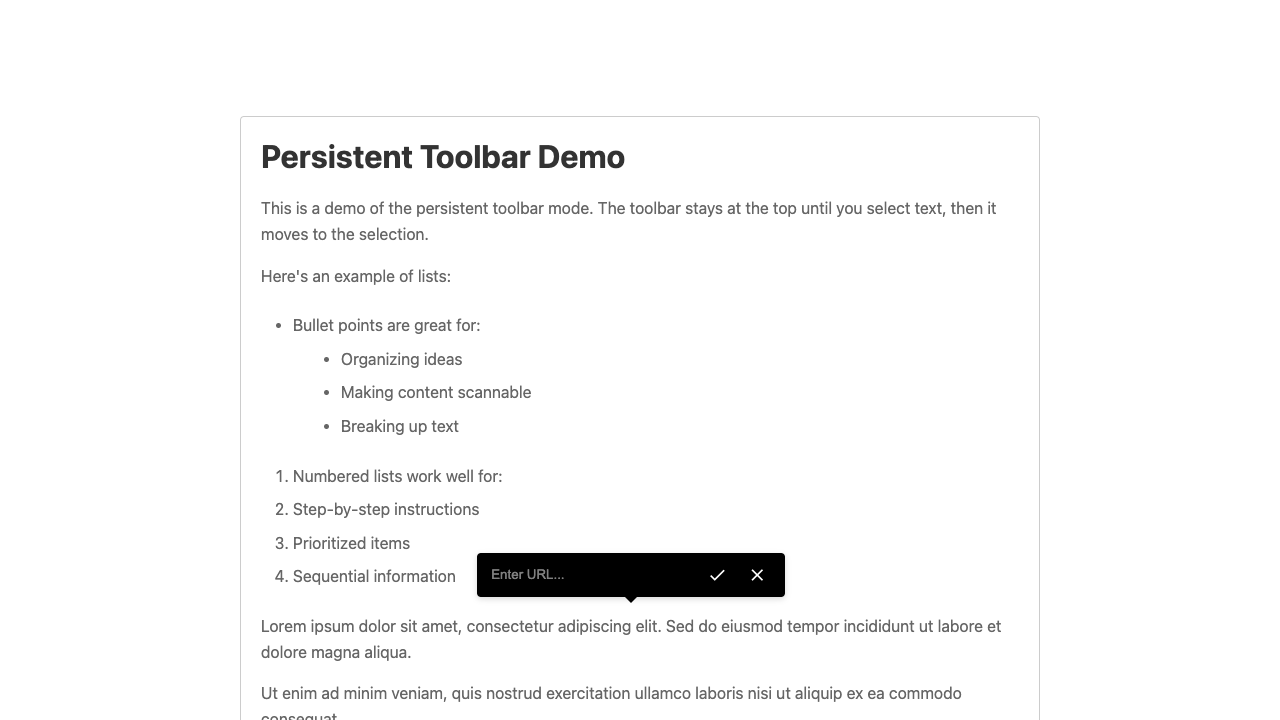 Persistent Toolbar Demo
This is a demo of the persistent toolbar mode. The toolbar stays at the top until you select text, then it
moves to the selection.
Here's an example of lists:
• Bullet points are great for:
• Organizing ideas
• Making content scannable
• Breaking up text
1. Numbered lists work well for:
2. Step-by-step instructions
3. Prioritized items
4. Sequential information
Enter URL...
Lorem ipsum dolor sit amet, consectetur adipiscing elit. Sed do eiusmod tempor incididunt ut labore et
dolore magna aliqua.
Ut enim ad minim veniam, quis nostrud exercitation ullamco laboris nisi ut aliquip ex ea commodo
consequat.